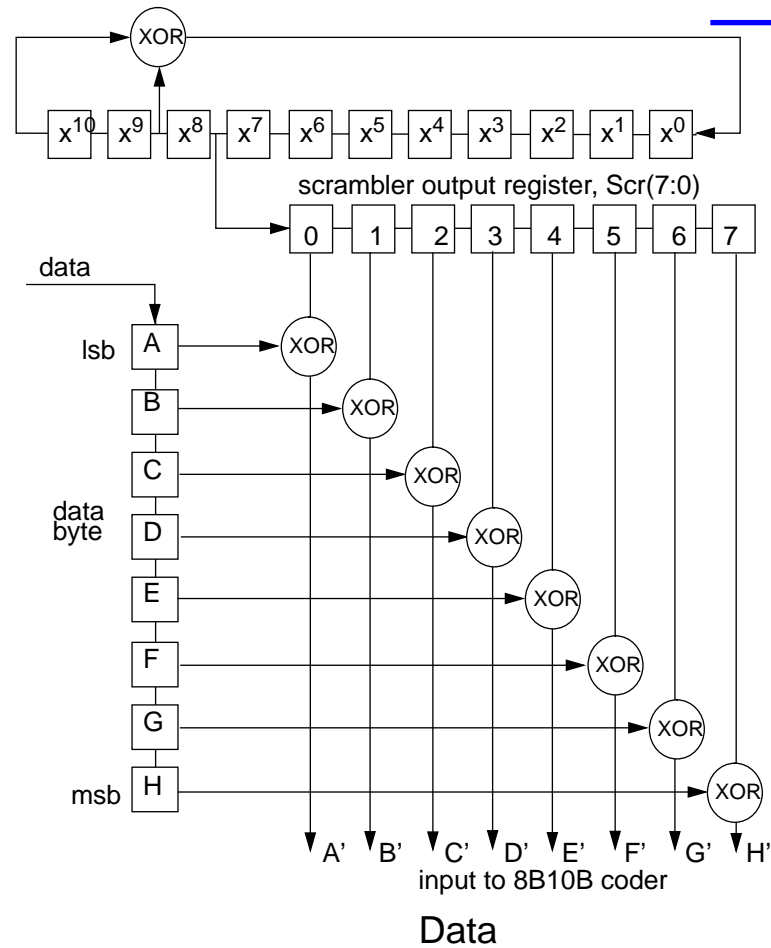 XOR
x10 x9 x8 x7 x6 x5 x4 x3 x2 x1 x0
scrambler output register, Scr(7:0)
0 1 2 3 4 5 6 7
data
lsb A XOR
B XOR
C XOR
data
byte
D XOR
E XOR
F XOR
G XOR
msb H XOR
A’ B’ C’ D’ E’ F’ G’ H’
input to 8B10B coder
Data